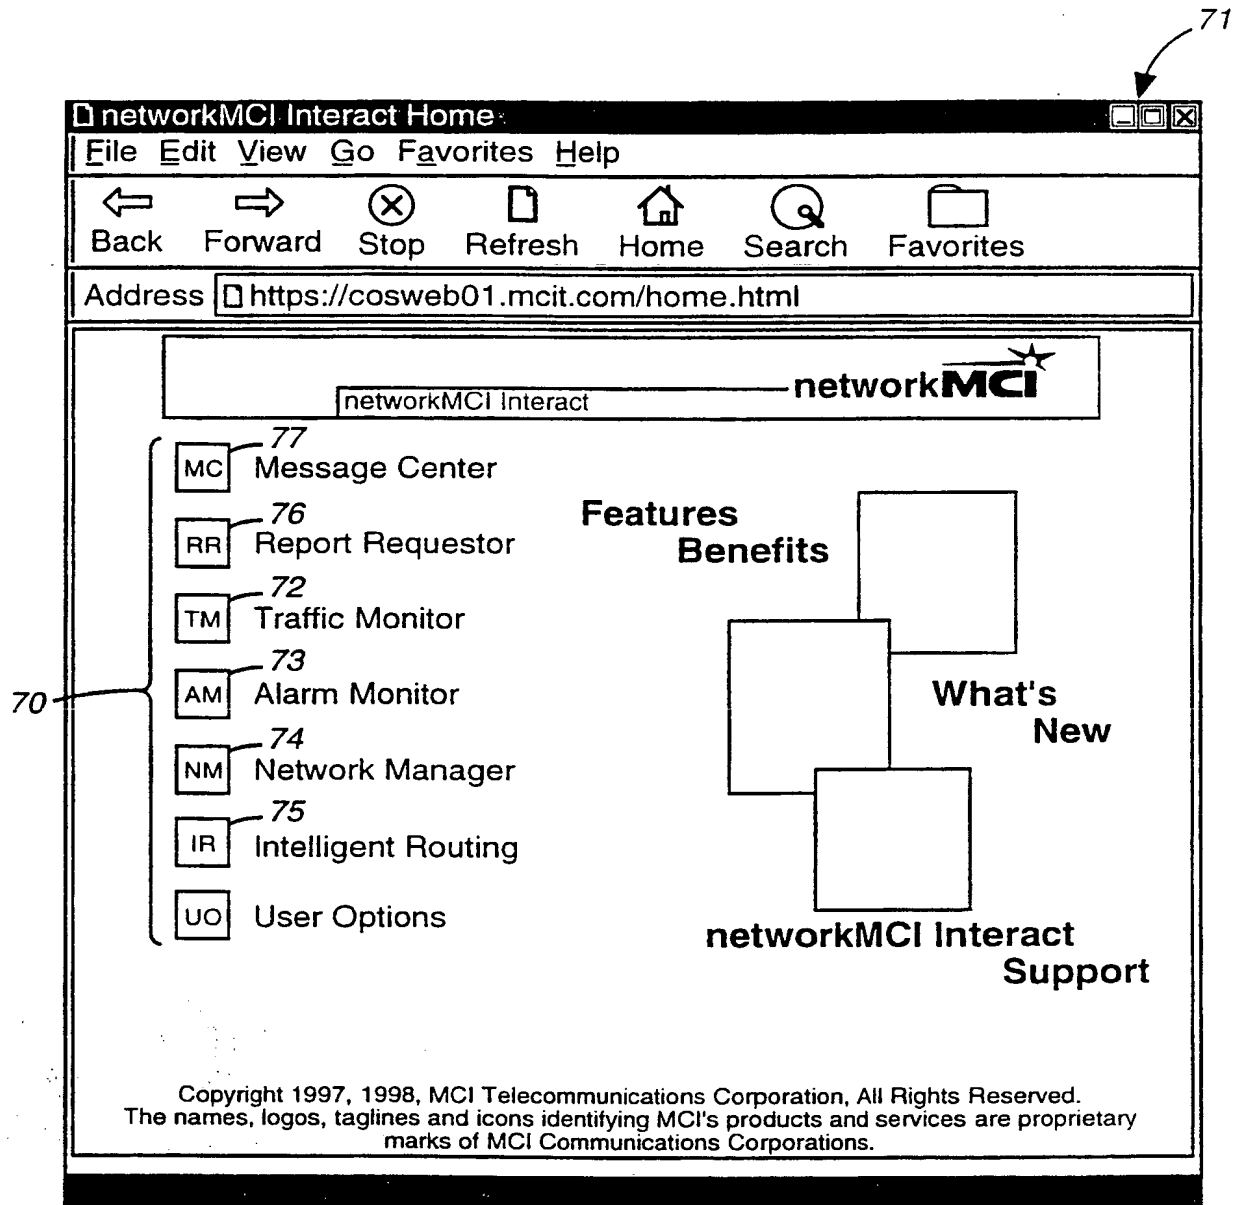 71
networkMCI Interact Home
File Edit View Go Favorites Help
Back Forward Stop Refresh Home Search Favorites
Address https://cosweb01.mcit.com/home.html
networkMCI
networkMCI Interact
70
77
MC Message Center
76
RR Report Requestor
72
TM Traffic Monitor
73
AM Alarm Monitor
74
NM Network Manager
75
IR Intelligent Routing
UO User Options
Features
Benefits
What's
New
networkMCI Interact
Support
Copyright 1997, 1998, MCI Telecommunications Corporation, All Rights Reserved.
The names, logos, taglines and icons identifying MCI's products and services are proprietary
marks of MCI Communications Corporations.